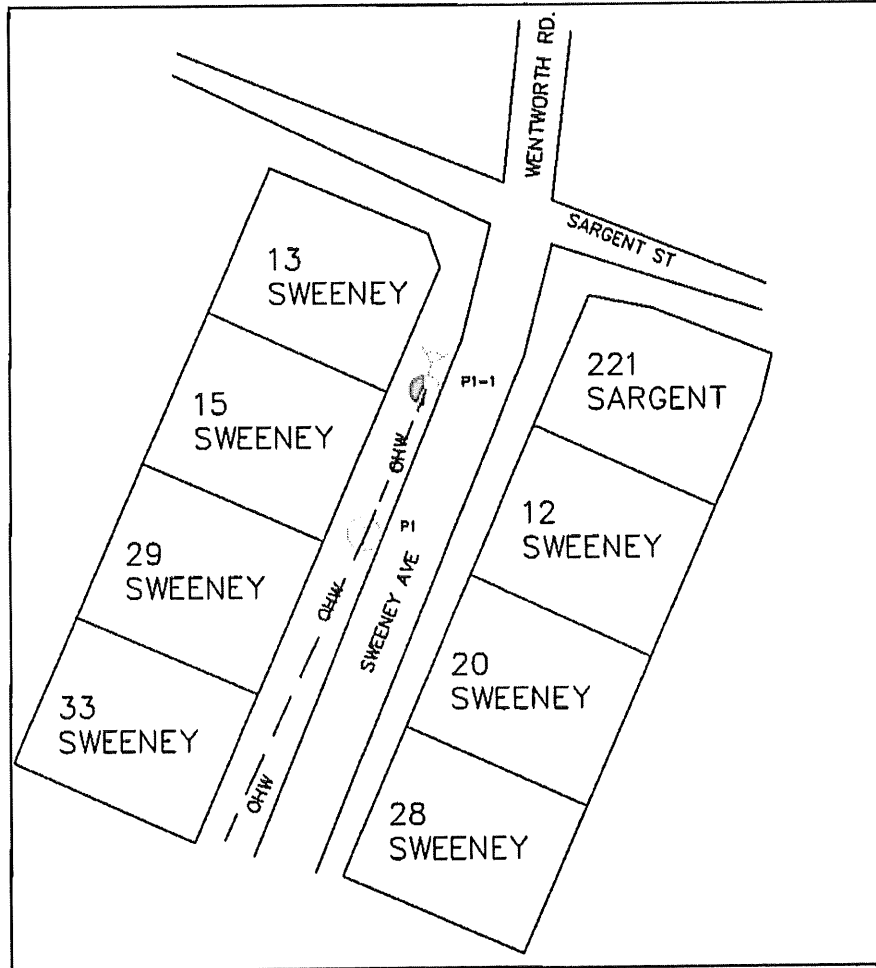 WENTWORTH RD.
SARGENT ST
13
SWEENEY
15
SWEENEY
29
SWEENEY
33
SWEENEY
P1-1
OHW
P1
OHW
OHW
SWEENEY AVE
221
SARGENT
12
SWEENEY
20
SWEENEY
28
SWEENEY